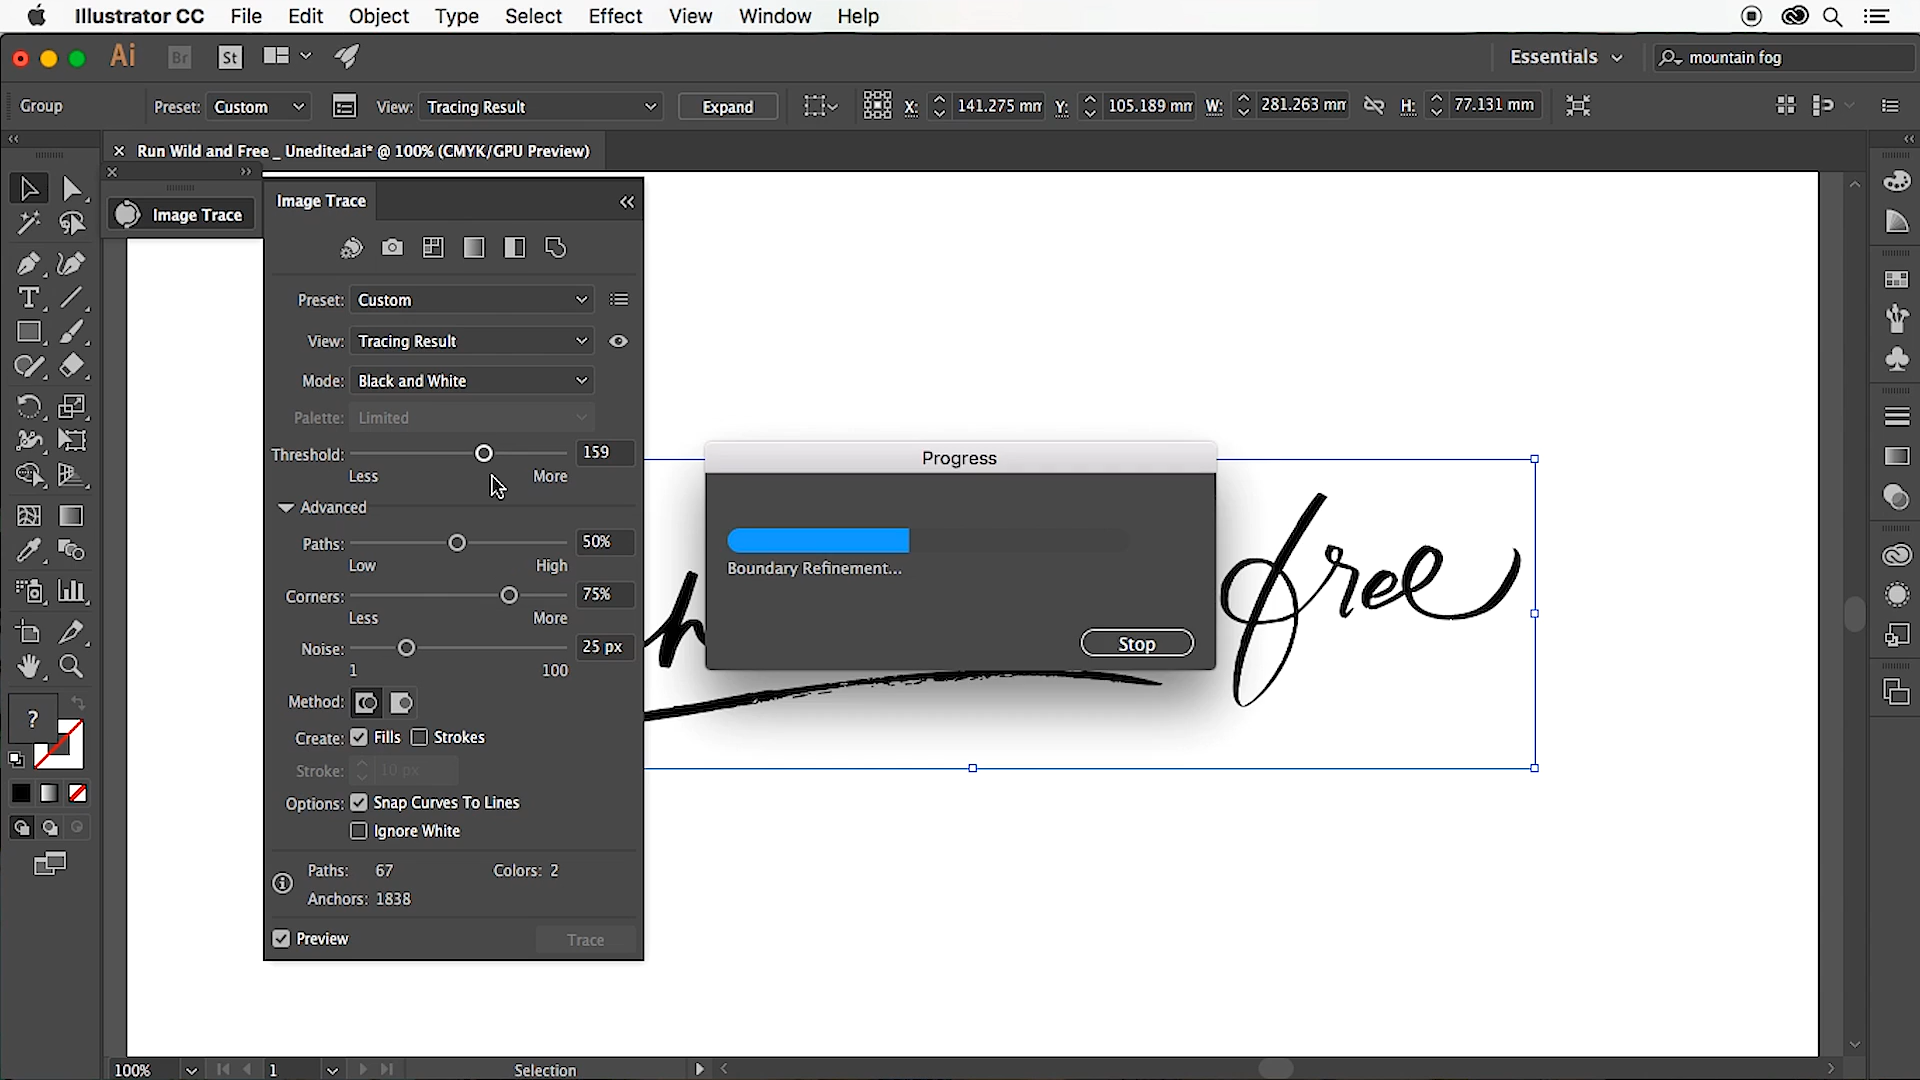 Illustrator CC File Edit Object Type Select Effect View Window Help
Ai Br St Essentials mountain fog
Group Preset: Custom View: Tracing Result Expand X: 141.275 mm Y: 105.189 mm W: 281.263 mm H: 77.131 mm
Run Wild and Free _ Unedited.ai* @ 100% (CMYK/GPU Preview)
Image Trace
Image Trace
Preset: Custom
View: Tracing Result
Mode: Black and White
Palette: Limited
Threshold: 159
Less More
Advanced
Paths: 50%
Low High
Corners: 75%
Less More
Noise: 25 px
1 100
Method:
Create: Fills Strokes
Stroke: 10 px
Options: Snap Curves To Lines
Ignore White
Paths: 67 Colors: 2
Anchors: 1838
Preview Trace
Progress
Boundary Refinement...
Stop
free
?
100% 1 Selection